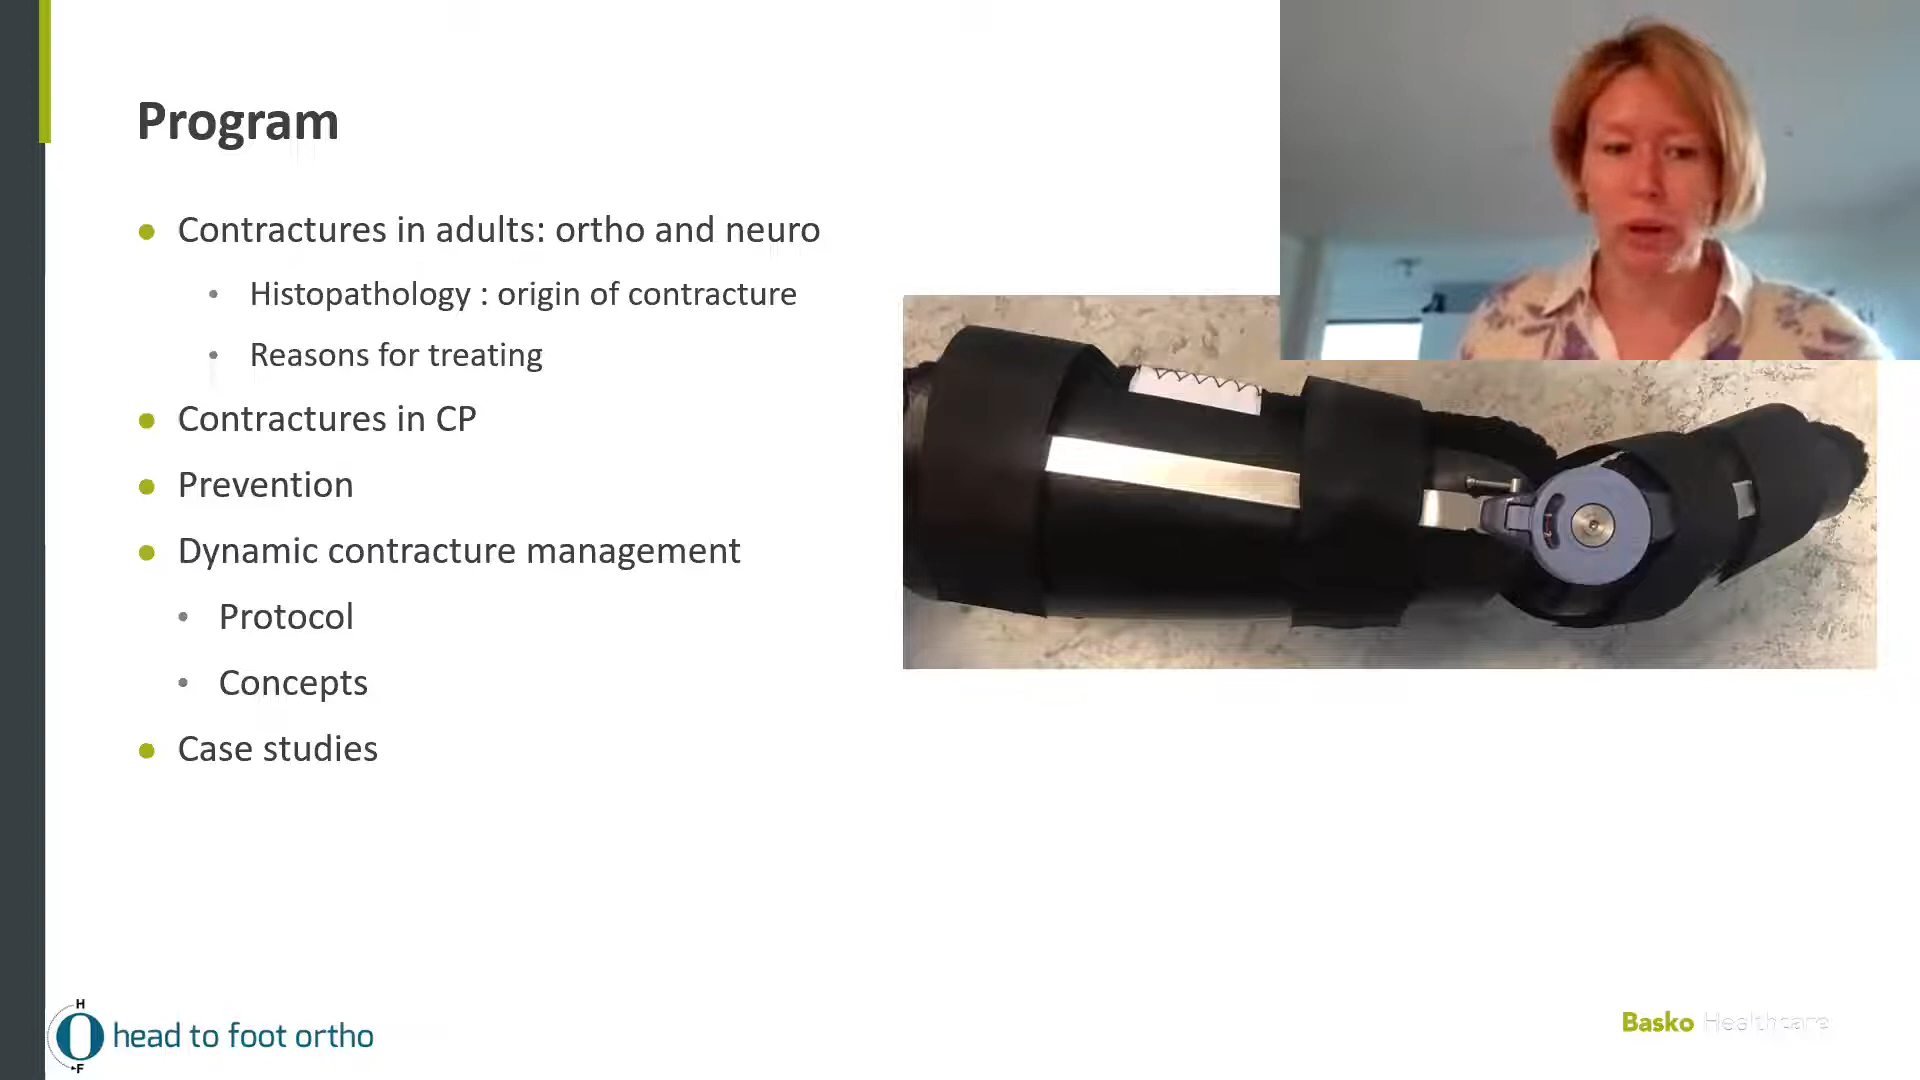 Program
Contractures in adults: ortho and neuro
Histopathology : origin of contracture
Reasons for treating
Contractures in CP
Prevention
Dynamic contracture management
Protocol
Concepts
Case studies
H
O head to foot ortho
F
Basko Healthcare